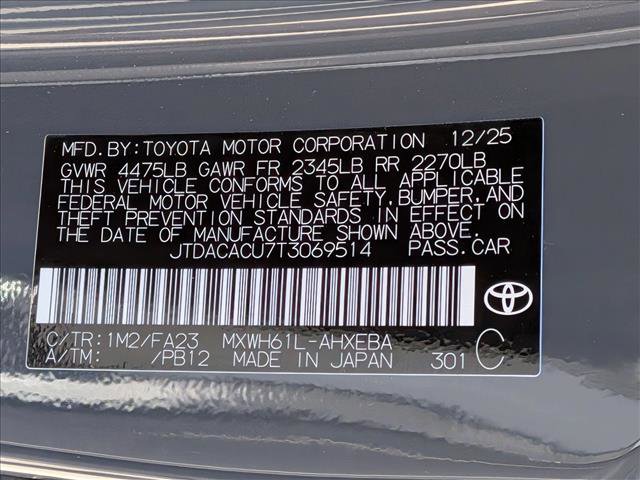 MFD.BY:TOYOTA MOTOR CORPORATION 12/25
GVWR 4475LB GAWR FR 2345LB RR 2270LB
THIS VEHICLE CONFORMS TO ALL APPLICABLE
FEDERAL MOTOR VEHICLE SAFETY,BUMPER,AND
THEFT PREVENTION STANDARDS IN EFFECT ON
THE DATE OF MANUFACTURE SHOWN ABOVE.
JTDACACU7T3069514 PASS.CAR
C/TR:1M2/FA23 MXWH61L-AHXEBA
A/TM: /PB12 MADE IN JAPAN 301 C